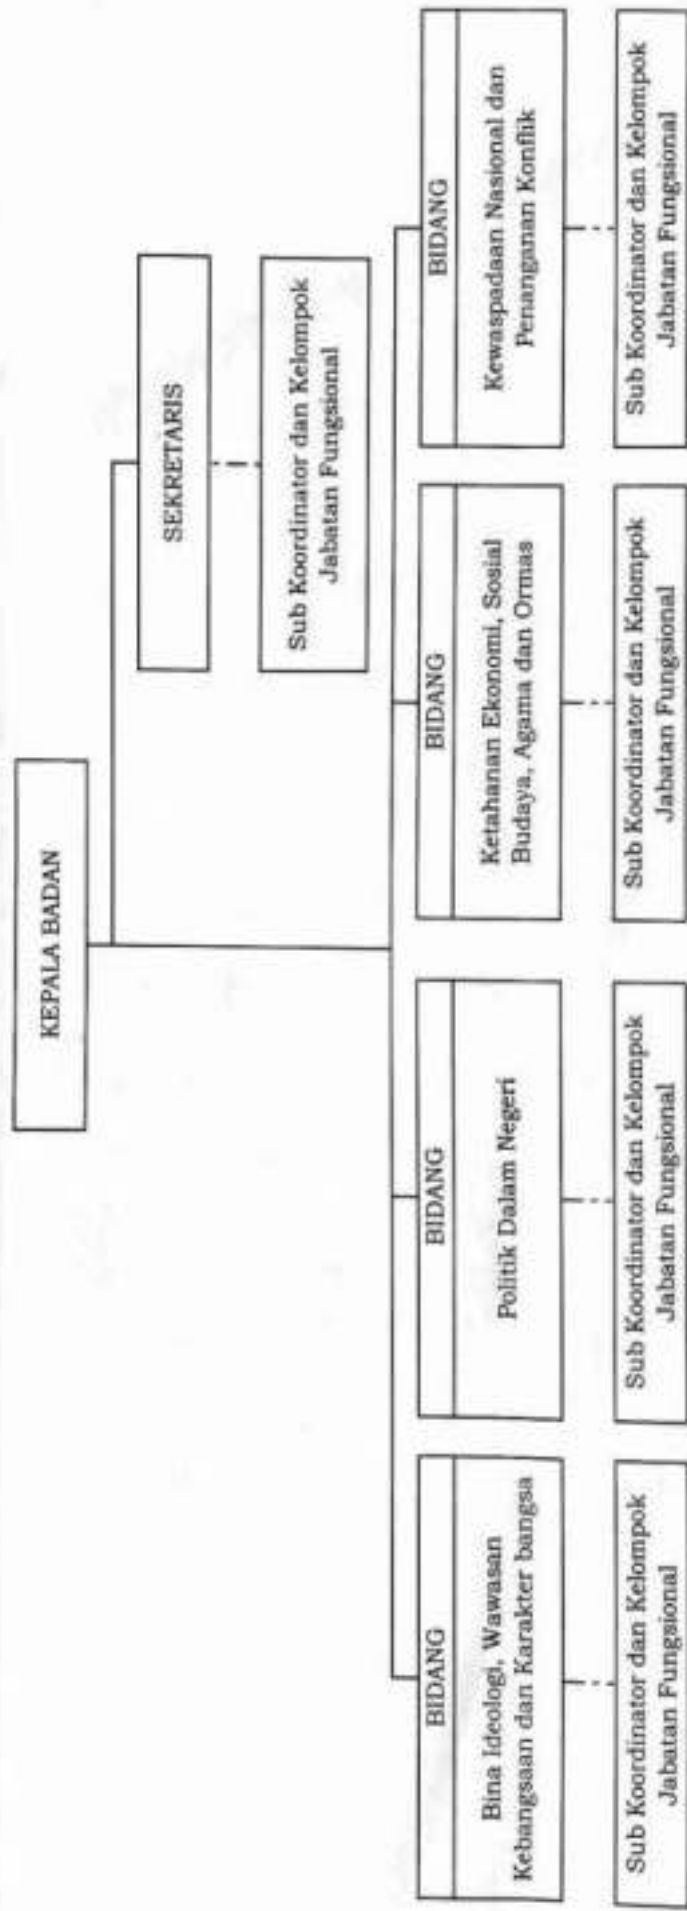 KEPALA BADAN
SEKRETARIS
Sub Koordinator dan Kelompok
Jabatan Fungsional
BIDANG
Bina Ideologi, Wawasan
Kebangsaan dan Karakter bangsa
Sub Koordinator dan Kelompok
Jabatan Fungsional
BIDANG
Politik Dalam Negeri
Sub Koordinator dan Kelompok
Jabatan Fungsional
BIDANG
Ketahanan Ekonomi, Sosial
Budaya, Agama dan Ormas
Sub Koordinator dan Kelompok
Jabatan Fungsional
BIDANG
Kewaspadaan Nasional dan
Penanganan Konflik
Sub Koordinator dan Kelompok
Jabatan Fungsional